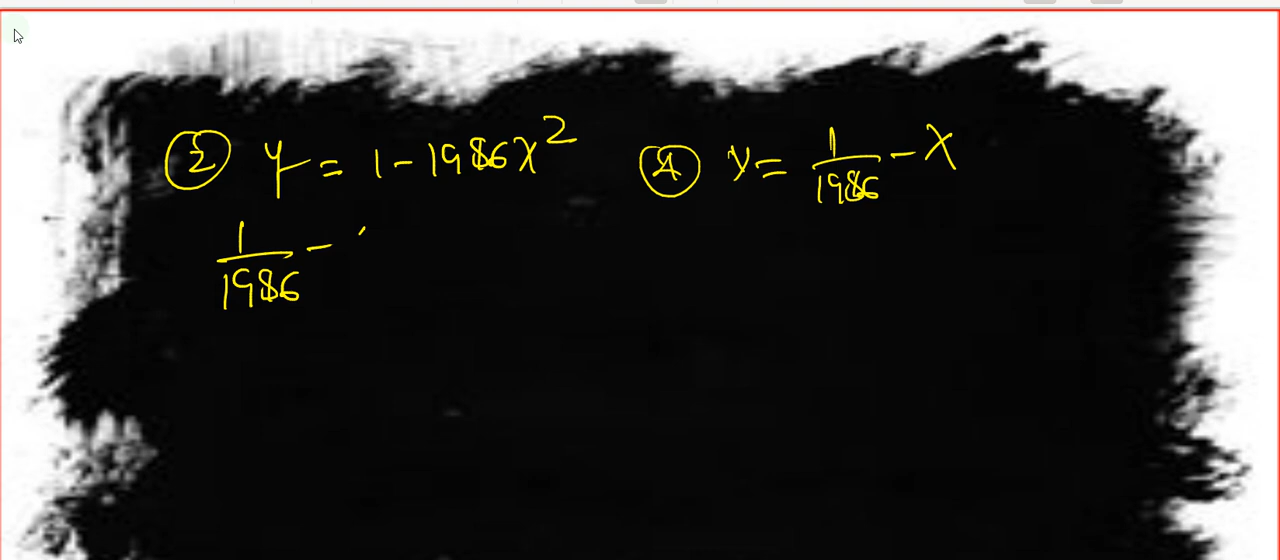 ② y = 1 - 1986x² ④ y = 1/1986 - x
1/1986 -